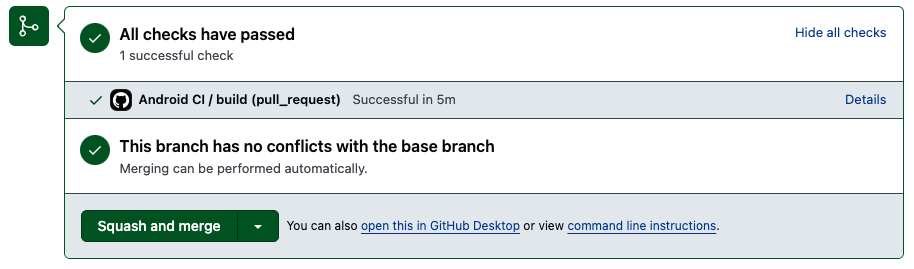 All checks have passed
Hide all checks
1 successful check
Android CI / build (pull_request) Successful in 5m
Details
This branch has no conflicts with the base branch
Merging can be performed automatically.
Squash and merge
You can also open this in GitHub Desktop or view command line instructions.